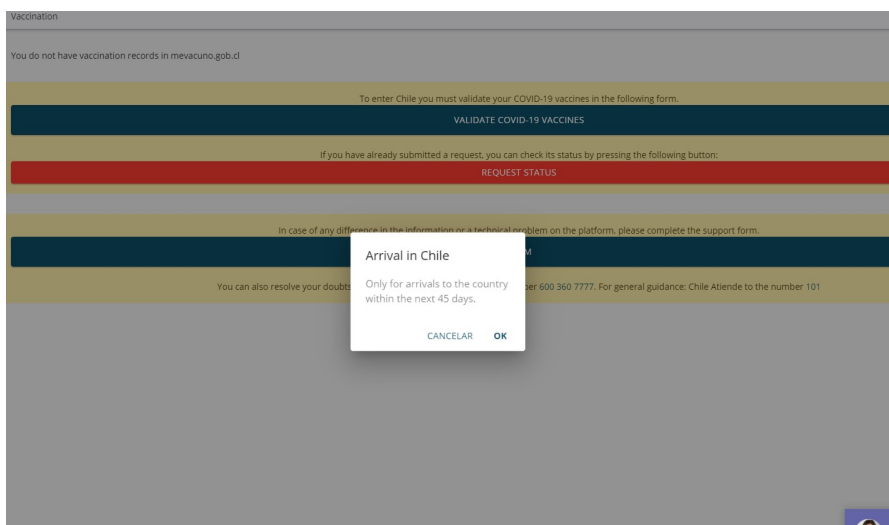 Vaccination
You do not have vaccination records in mevacuno.gob.cl
To enter Chile you must validate your COVID-19 vaccines in the following form.
VALIDATE COVID-19 VACCINES
If you have already submitted a request, you can check its status by pressing the following button:
REQUEST STATUS
In case of any difference in the information or a technical problem on the platform, please complete the support form.
M
Arrival in Chile
Only for arrivals to the country
within the next 45 days.
CANCELAR OK
You can also resolve your doubts
600 360 7777. For general guidance: Chile Atiende to the number 101